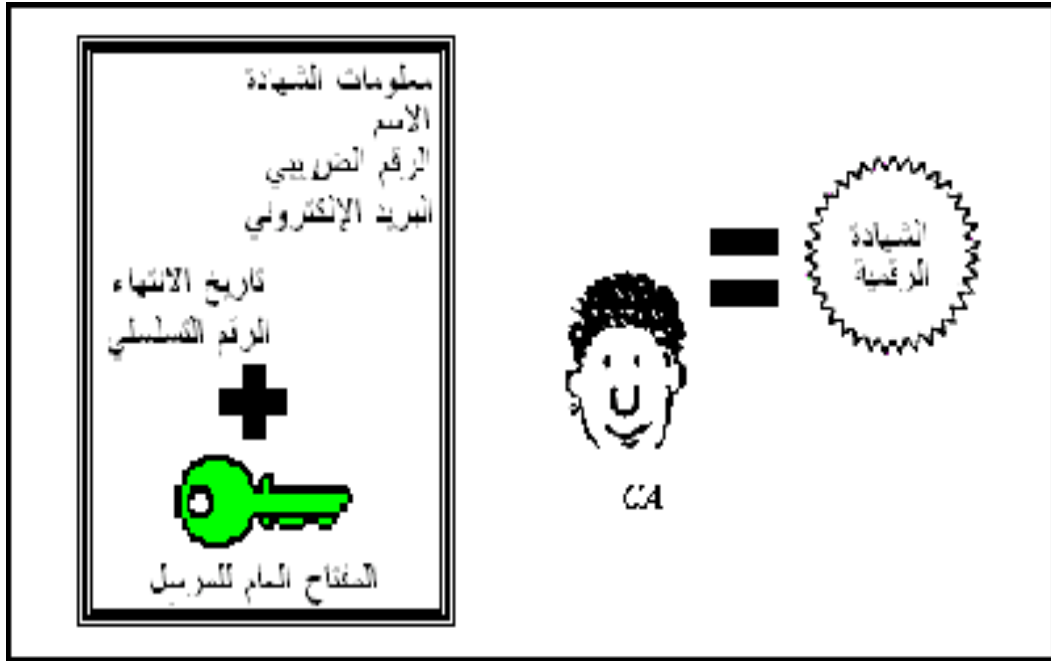 معلومات الشهادة
الاسم
الرقم الضريبي
البريد الإلكتروني
تاريخ الانتهاء
الرقم التسلسلي
المفتاح العام للمرسل
CA
الشهادة
الرقمية